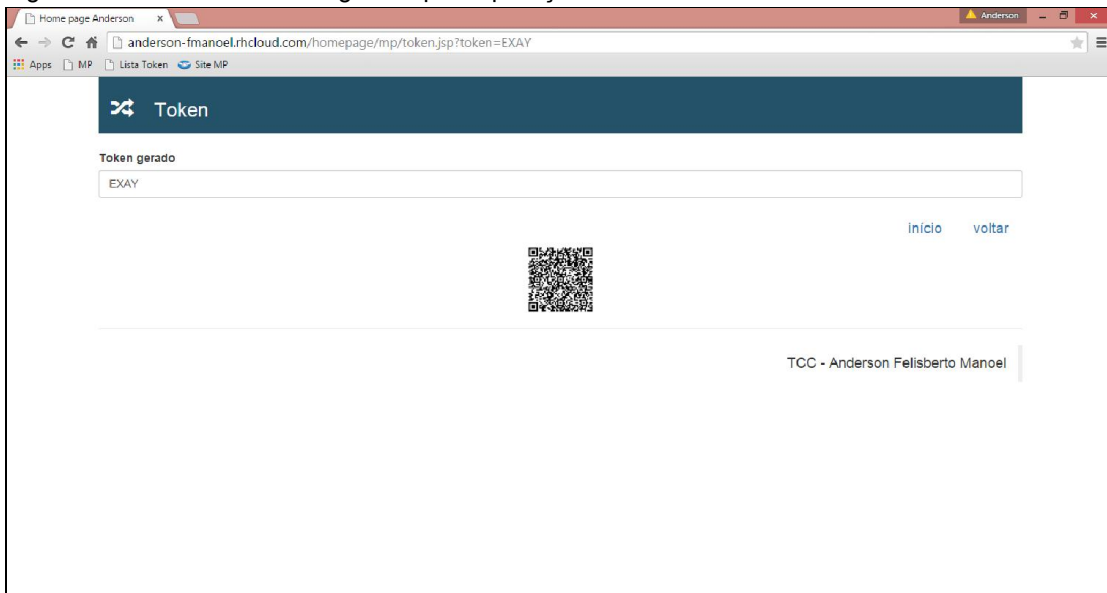 Home page Anderson x
Anderson
anderson-fmanoel.rhcloud.com/homepage/mp/token.jsp?token=EXAY
Apps MP Lista Token Site MP
Token
Token gerado
EXAY
início voltar
TCC - Anderson Felisberto Manoel